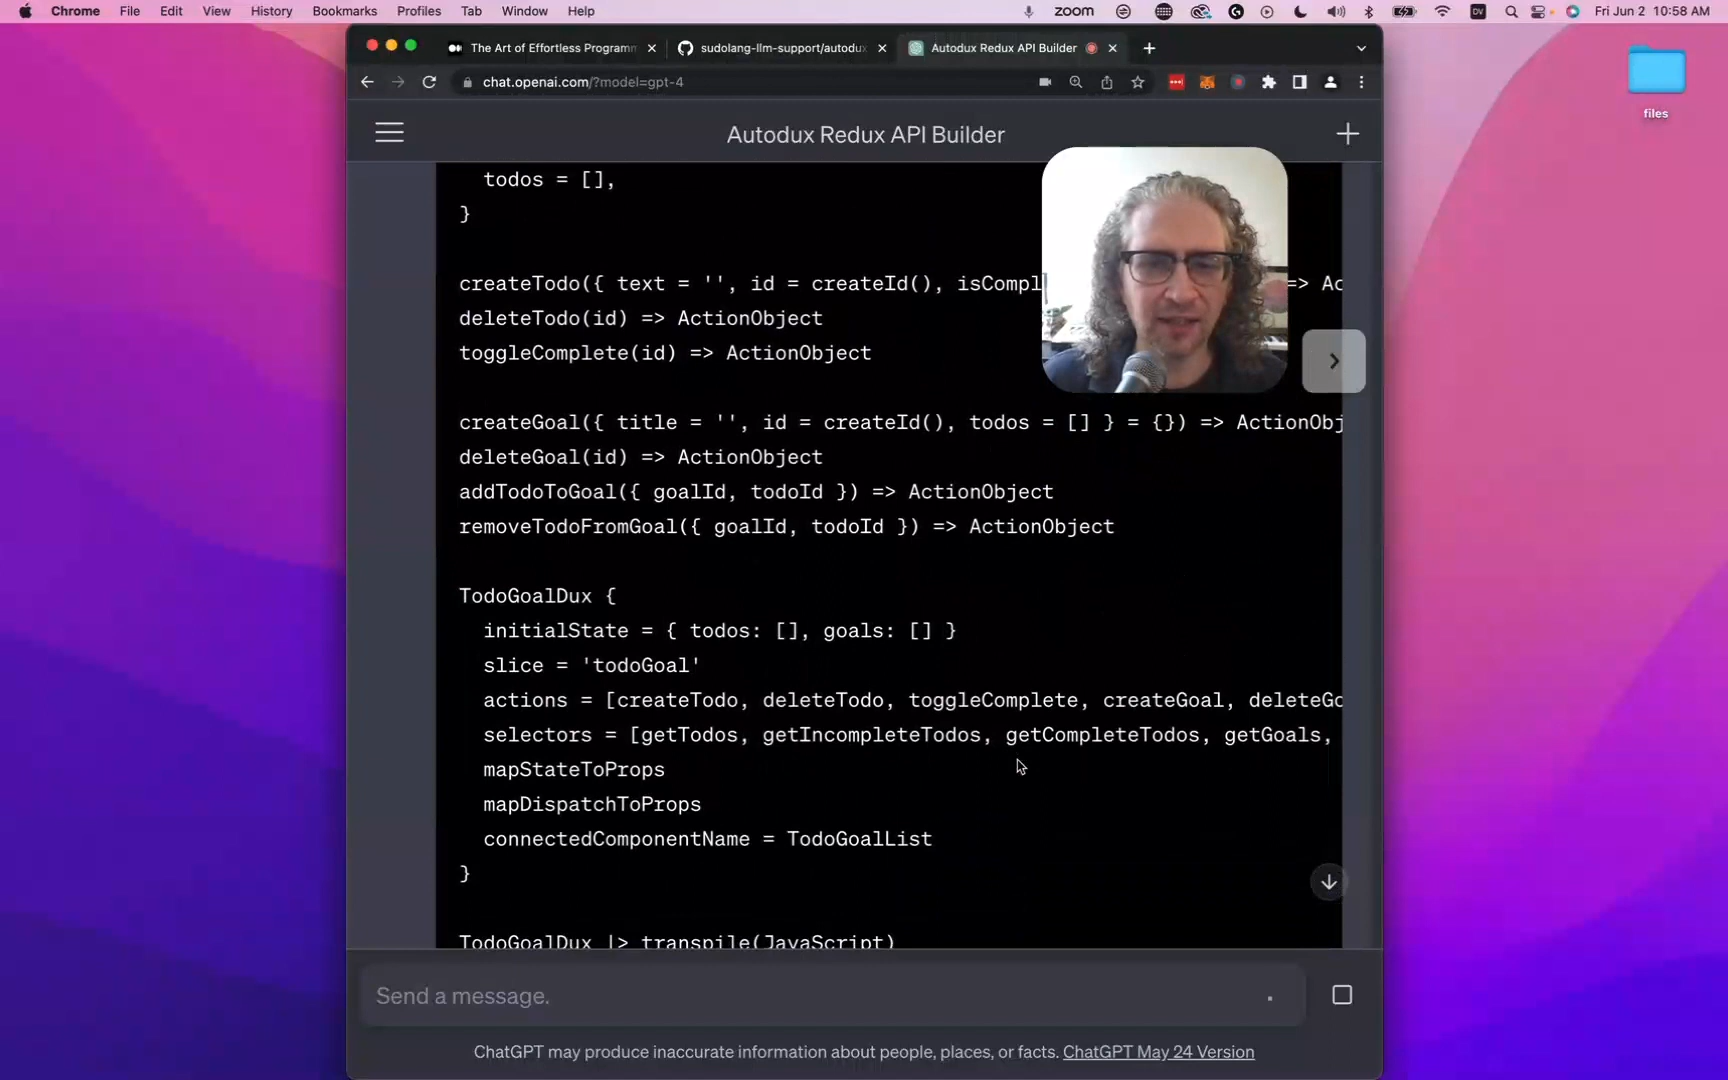 Chrome File Edit View History Bookmarks Profiles Tab Window Help zoom DV Fri Jun 2 10:58 AM
The Art of Effortless Programm sudolang-llm-support/autodux Autodux Redux API Builder
chat.openai.com/?model=gpt-4
files
Autodux Redux API Builder
todos = [],
}
createTodo({ text = '', id = createId(), isCompl => Ac
deleteTodo(id) => ActionObject
toggleComplete(id) => ActionObject
createGoal({ title = '', id = createId(), todos = [] } = {}) => ActionObj
deleteGoal(id) => ActionObject
addTodoToGoal({ goalId, todoId }) => ActionObject
removeTodoFromGoal({ goalId, todoId }) => ActionObject
TodoGoalDux {
initialState = { todos: [], goals: [] }
slice = 'todoGoal'
actions = [createTodo, deleteTodo, toggleComplete, createGoal, deleteGo
selectors = [getTodos, getIncompleteTodos, getCompleteTodos, getGoals,
mapStateToProps
mapDispatchToProps
connectedComponentName = TodoGoalList
}
TodoGoalDux |> transpile(JavaScript)
Send a message.
ChatGPT may produce inaccurate information about people, places, or facts. ChatGPT May 24 Version